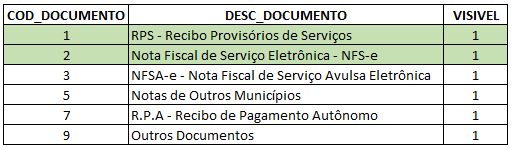 COD_DOCUMENTO DESC_DOCUMENTO VISIVEL
1 RPS - Recibo Provisórios de Serviços 1
2 Nota Fiscal de Serviço Eletrônica - NFS-e 1
3 NFSA-e - Nota Fiscal de Serviço Avulsa Eletrônica 1
5 Notas de Outros Municípios 1
7 R.P.A - Recibo de Pagamento Autônomo 1
9 Outros Documentos 1